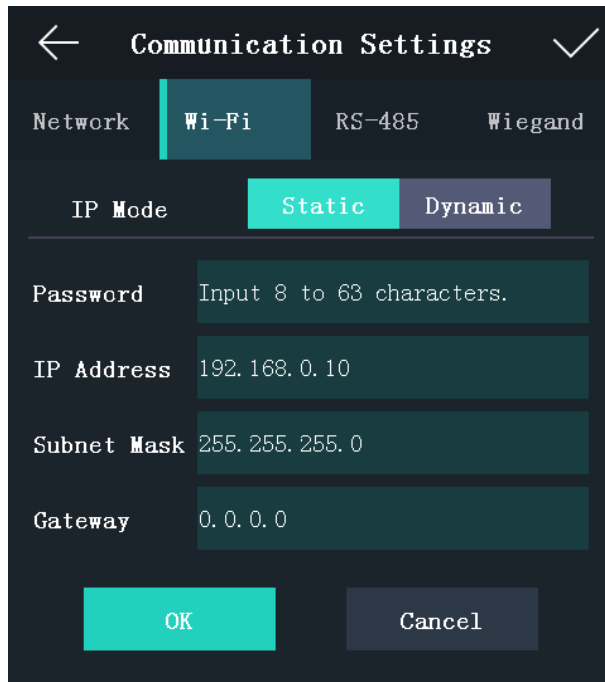 Communication Settings
Network Wi-Fi RS-485 Wiegand
IP Mode Static Dynamic
Password Input 8 to 63 characters.
IP Address 192.168.0.10
Subnet Mask 255.255.255.0
Gateway 0.0.0.0
OK Cancel